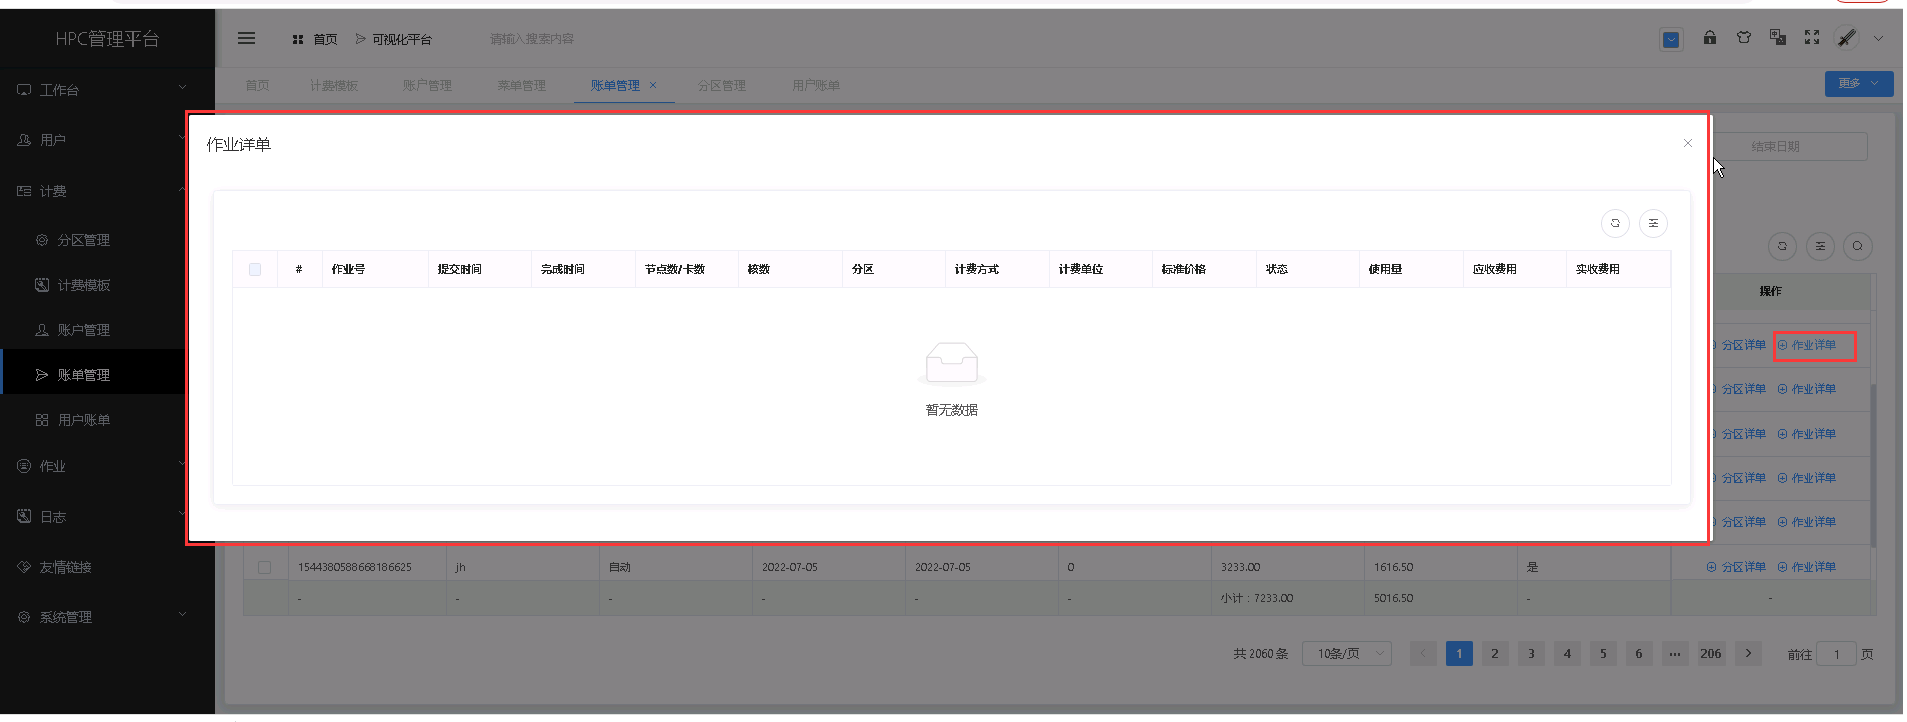 HPC管理平台
首页 可视化平台 请输入搜索内容
工作台
首页 计费模板 账户管理 菜单管理 账单管理 × 分区管理 用户账单 更多
用户
作业详单
结束日期
计费
分区管理
# 作业号 提交时间 完成时间 节点数/卡数 核数 分区 计费方式 计费单位 标准价格 状态 使用量 应收费用 实收费用
操作
计费模板
账户管理
分区详单 作业详单
账单管理
分区详单 作业详单
暂无数据
用户账单
分区详单 作业详单
作业
分区详单 作业详单
日志
分区详单 作业详单
友情链接
1544380588668186625 jh 自动 2022-07-05 2022-07-05 0 3233.00 1616.50 是 分区详单 作业详单
- - - - - - 小计：7233.00 5016.50 - -
系统管理
共 2060 条 10条/页 < 1 2 3 4 5 6 ··· 206 > 前往 1 页